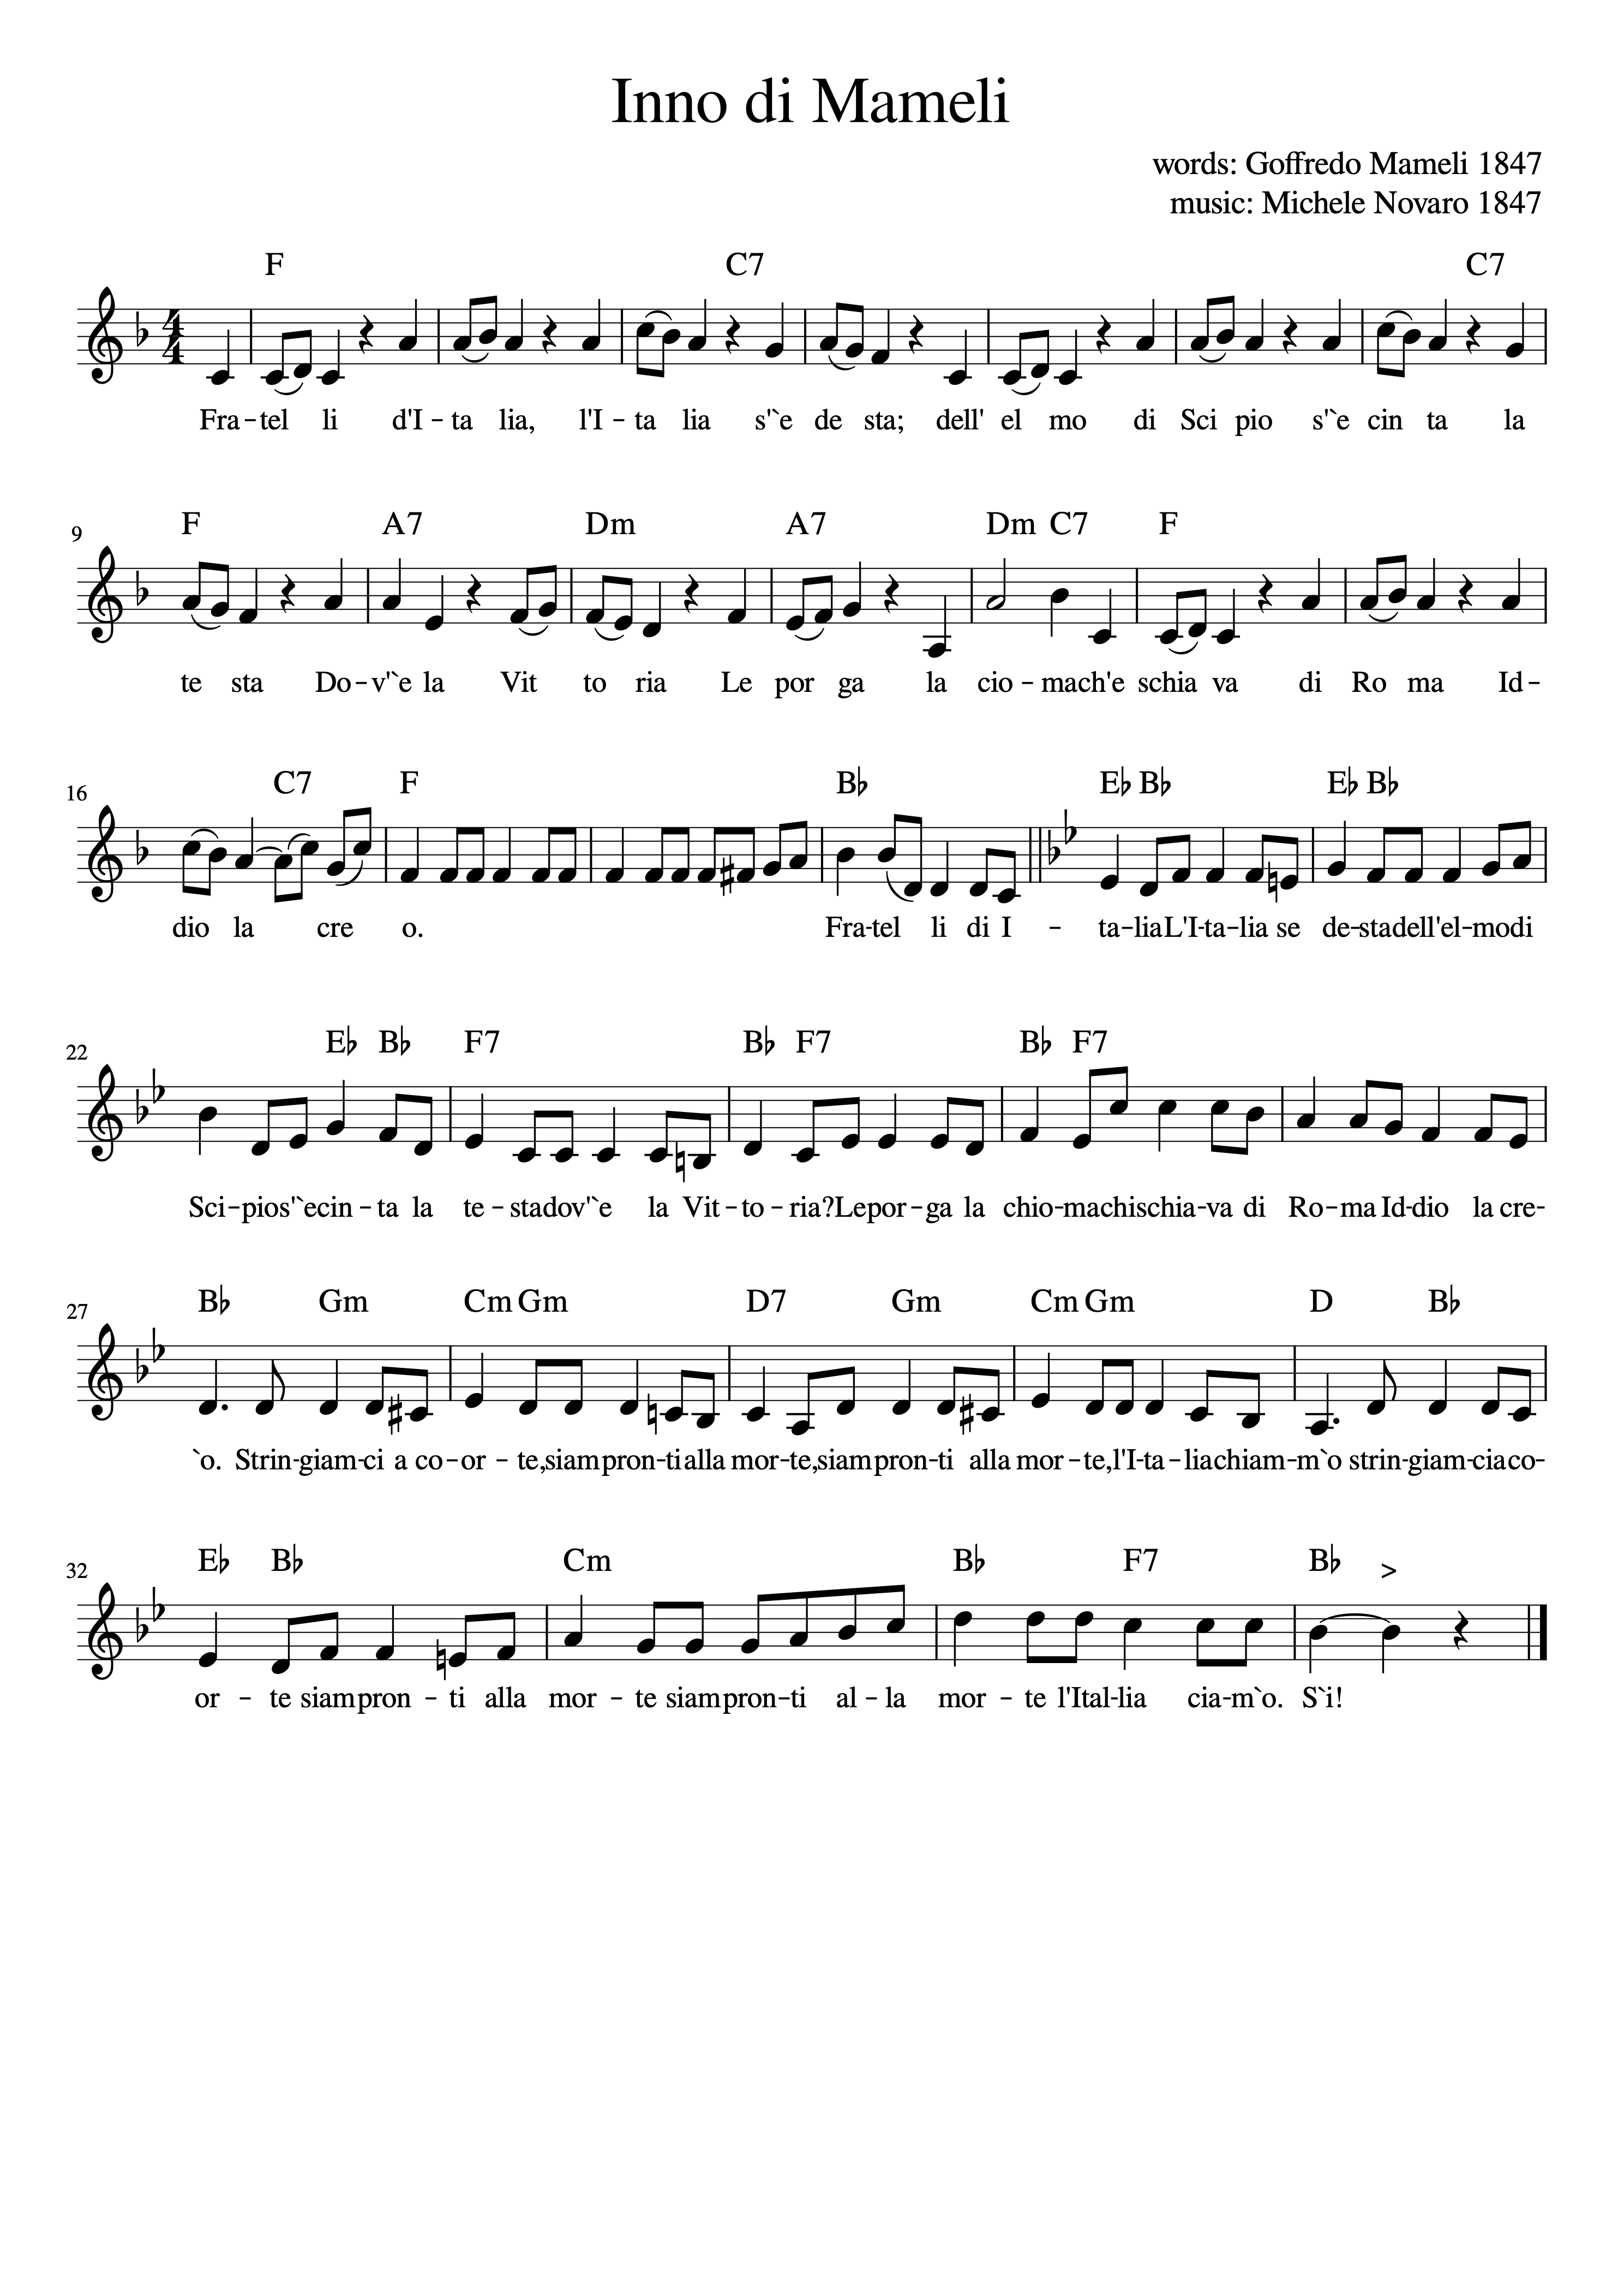 Inno di Mameli
words: Goffredo Mameli 1847
music: Michele Novaro 1847
F C7 C7
4
4
Fra–tel li d'I–ta lia, l'I–ta lia s'`e de sta; dell' el mo di Sci pio s'`e cin ta la
9 F A7 Dm A7 Dm C7 F
te sta Do–v'`e la Vit to ria Le por ga la cio–mach'e schia va di Ro ma Id–
16 C7 F B♭ E♭ B♭ E♭ B♭
dio la cre o. Fra-tel li di I – ta–liaL'I–ta–lia se de–stadell'el–modi
22 E♭ B♭ F7 B♭ F7 B♭ F7
Sci–pios'`ecin–ta la te–stadov'`e la Vit–to–ria?Lepor–ga la chio–machischia–va di Ro–ma Id–dio la cre-
27 B♭ Gm Cm Gm D7 Gm Cm Gm D B♭
`o. Strin-giam-ci a co–or–te,siampron–tialla mor–te,siampron–ti alla mor–te,l'I–ta–liachiam–m`o strin-giam-ciaco-
32 E♭ B♭ Cm B♭ F7 B♭ >
or – te siampron – ti alla mor – te siampron–ti al–la mor – te l'Ital–lia cia–m`o. S`i!